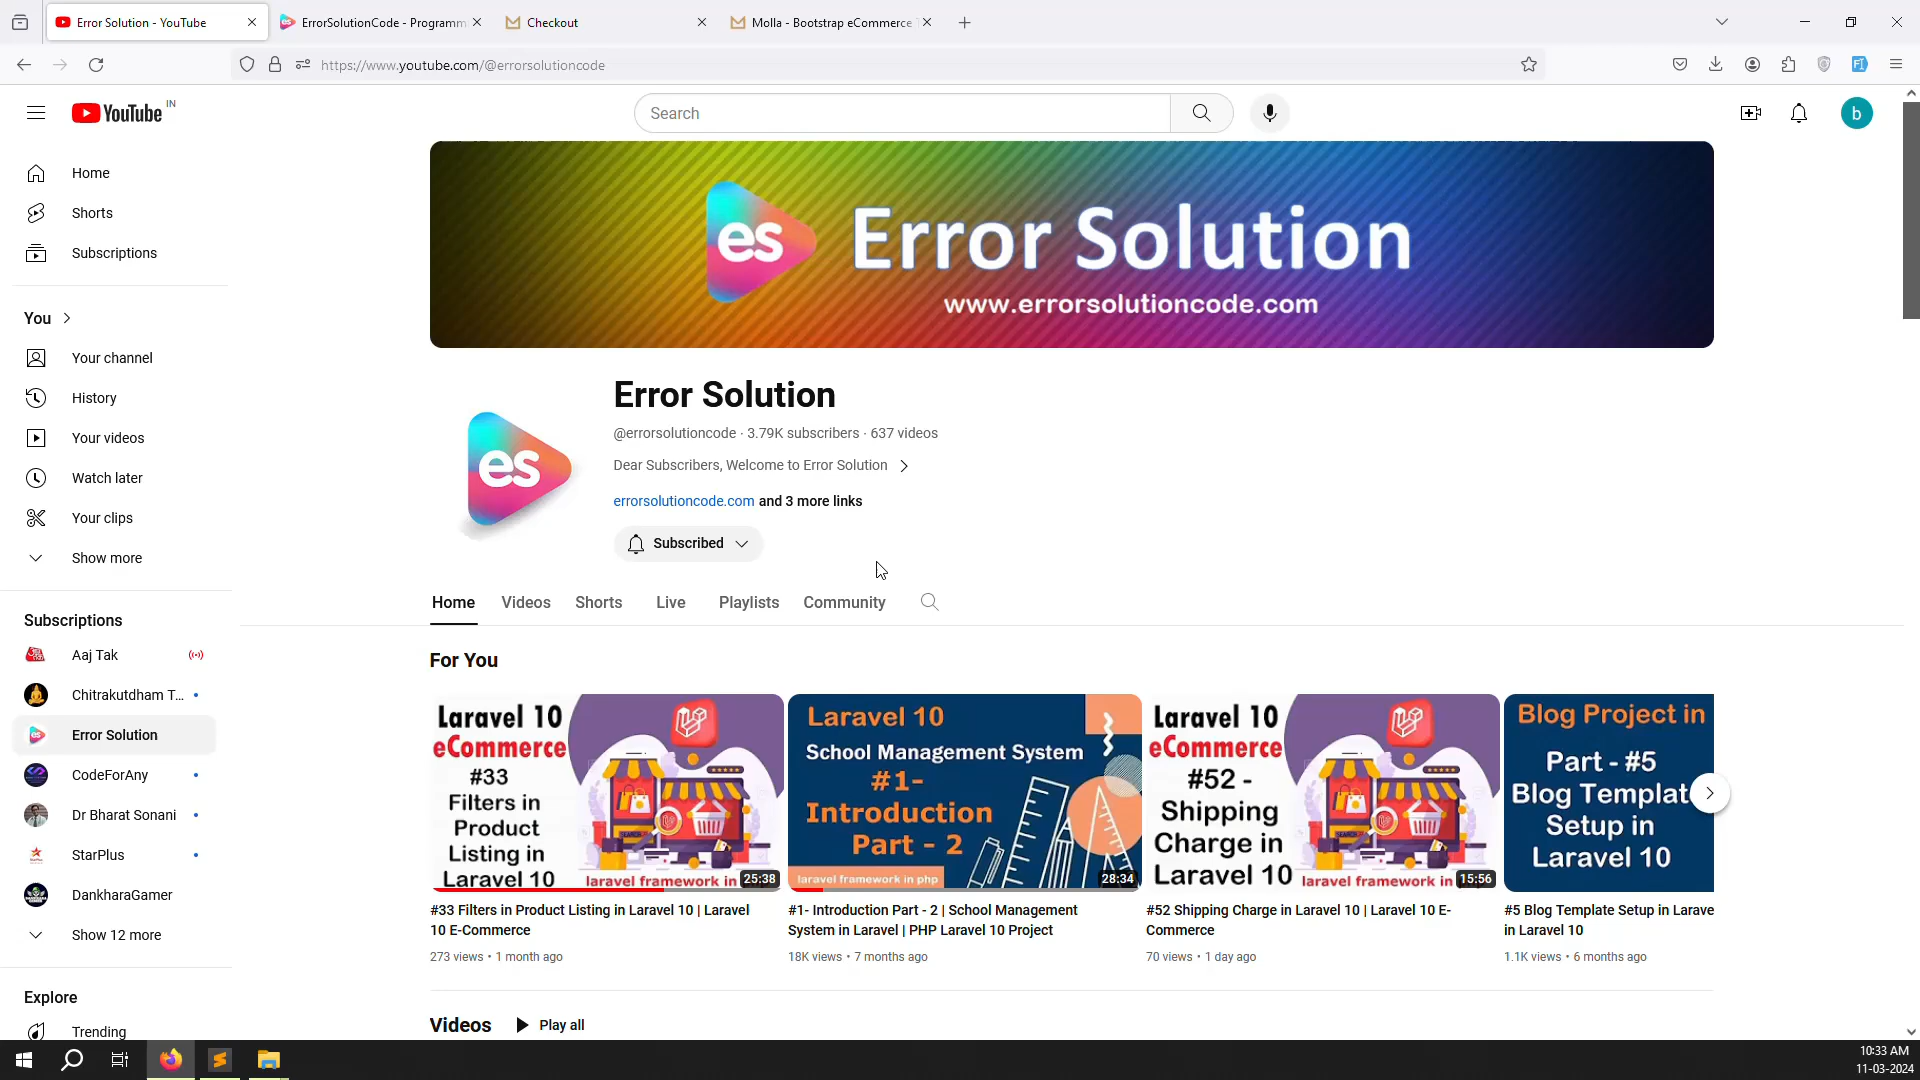 Error Solution - YouTube
ErrorSolutionCode - Programm
Checkout
Molla - Bootstrap eCommerce T
https://www.youtube.com/@errorsolutioncode
YouTube IN
Search
b
Home
Shorts
Subscriptions
You
Your channel
History
Your videos
Watch later
Your clips
Show more
Subscriptions
Aaj Tak
Chitrakutdham T...
Error Solution
CodeForAny
Dr Bharat Sonani
StarPlus
DankharaGamer
Show 12 more
Explore
Trending
es Error Solution
www.errorsolutioncode.com
es
Error Solution
@errorsolutioncode · 3.79K subscribers · 637 videos
Dear Subscribers, Welcome to Error Solution
errorsolutioncode.com and 3 more links
Subscribed
Home Videos Shorts Live Playlists Community
For You
Laravel 10
eCommerce
#33
Filters in
Product
Listing in
Laravel 10
laravel framework in
25:38
#33 Filters in Product Listing in Laravel 10 | Laravel
10 E-Commerce
273 views • 1 month ago
Laravel 10
School Management System
#1-
Introduction
Part - 2
laravel framework in php
28:34
#1- Introduction Part - 2 | School Management
System in Laravel | PHP Laravel 10 Project
18K views • 7 months ago
Laravel 10
eCommerce
#52 -
Shipping
Charge in
Laravel 10
laravel framework in
15:56
#52 Shipping Charge in Laravel 10 | Laravel 10 E-
Commerce
70 views • 1 day ago
Blog Project in
Part - #5
Blog Templat
Setup in
Laravel 10
#5 Blog Template Setup in Larave
in Laravel 10
1.1K views • 6 months ago
Videos
Play all
10:33 AM
11-03-2024